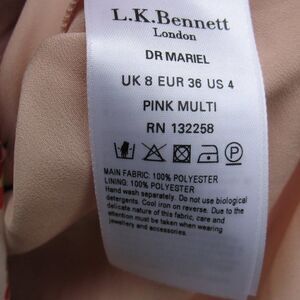 L.K.Bennett
London
DR MARIEL
UK 8 EUR 36 US 4
PINK MULTI
RN 132258
P
MAIN FABRIC: 100% POLYESTER
LINING: 100% POLYESTER
Hand wash separately. Do not use biological
detergents. Cool iron on reverse. Due to the
delicate nature of this fabric, care and
attention must be taken when wearing
jewellery and accessories.